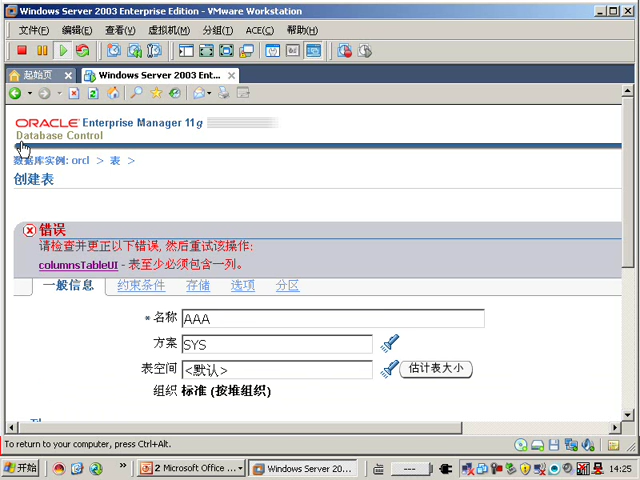 Windows Server 2003 Enterprise Edition - VMware Workstation
文件(F) 编辑(E) 查看(V) 虚拟机(M) 分组(T) ACE(C) 帮助(H)
起始页 Windows Server 2003 Ent...
ORACLE Enterprise Manager 11g
Database Control
数据库实例: orcl > 表 >
创建表
错误
请检查并更正以下错误, 然后重试该操作:
columnsTableUI - 表至少必须包含一列。
一般信息 约束条件 存储 选项 分区
* 名称 AAA
方案 SYS
表空间 <默认> 估计表大小
组织 标准 (按堆组织)
To return to your computer, press Ctrl+Alt.
开始 » 2 Microsoft Office ... Windows Server 20... 14:25